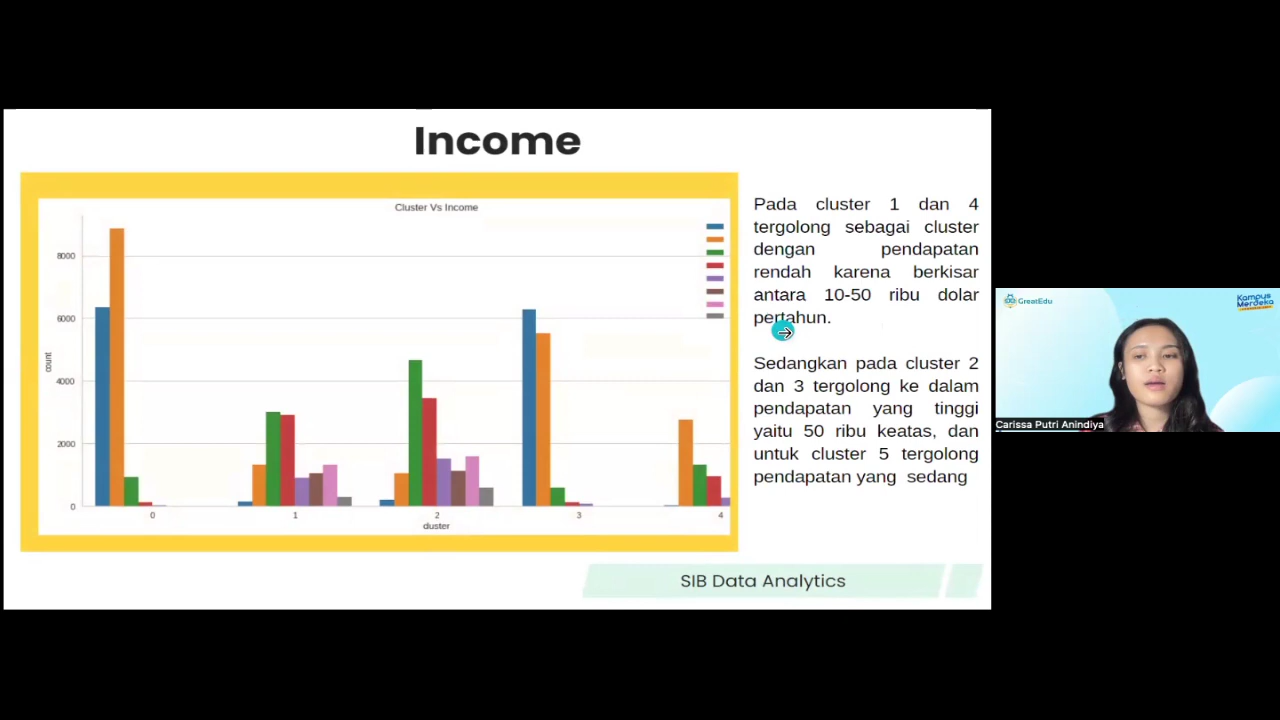 Income
Cluster Vs Income
8000
6000
4000
2000
0
count
0 1 2 3 4
cluster
Pada cluster 1 dan 4
tergolong sebagai cluster
dengan pendapatan
rendah karena berkisar
antara 10-50 ribu dolar
pertahun.
Sedangkan pada cluster 2
dan 3 tergolong ke dalam
pendapatan yang tinggi
yaitu 50 ribu keatas, dan
untuk cluster 5 tergolong
pendapatan yang sedang
SIB Data Analytics
GreatEdu
Kampus
Merdeka
Carissa Putri Anindiya